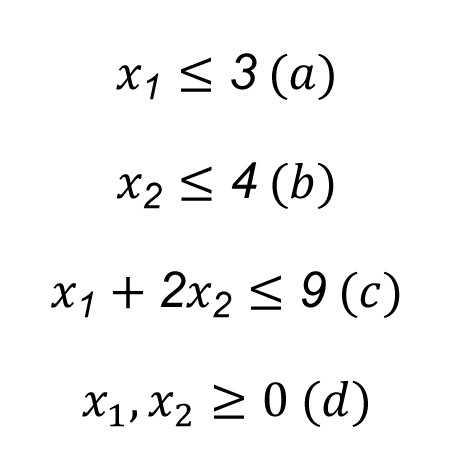 x₁ ≤ 3 (a)
x₂ ≤ 4 (b)
x₁ + 2x₂ ≤ 9 (c)
x₁, x₂ ≥ 0 (d)